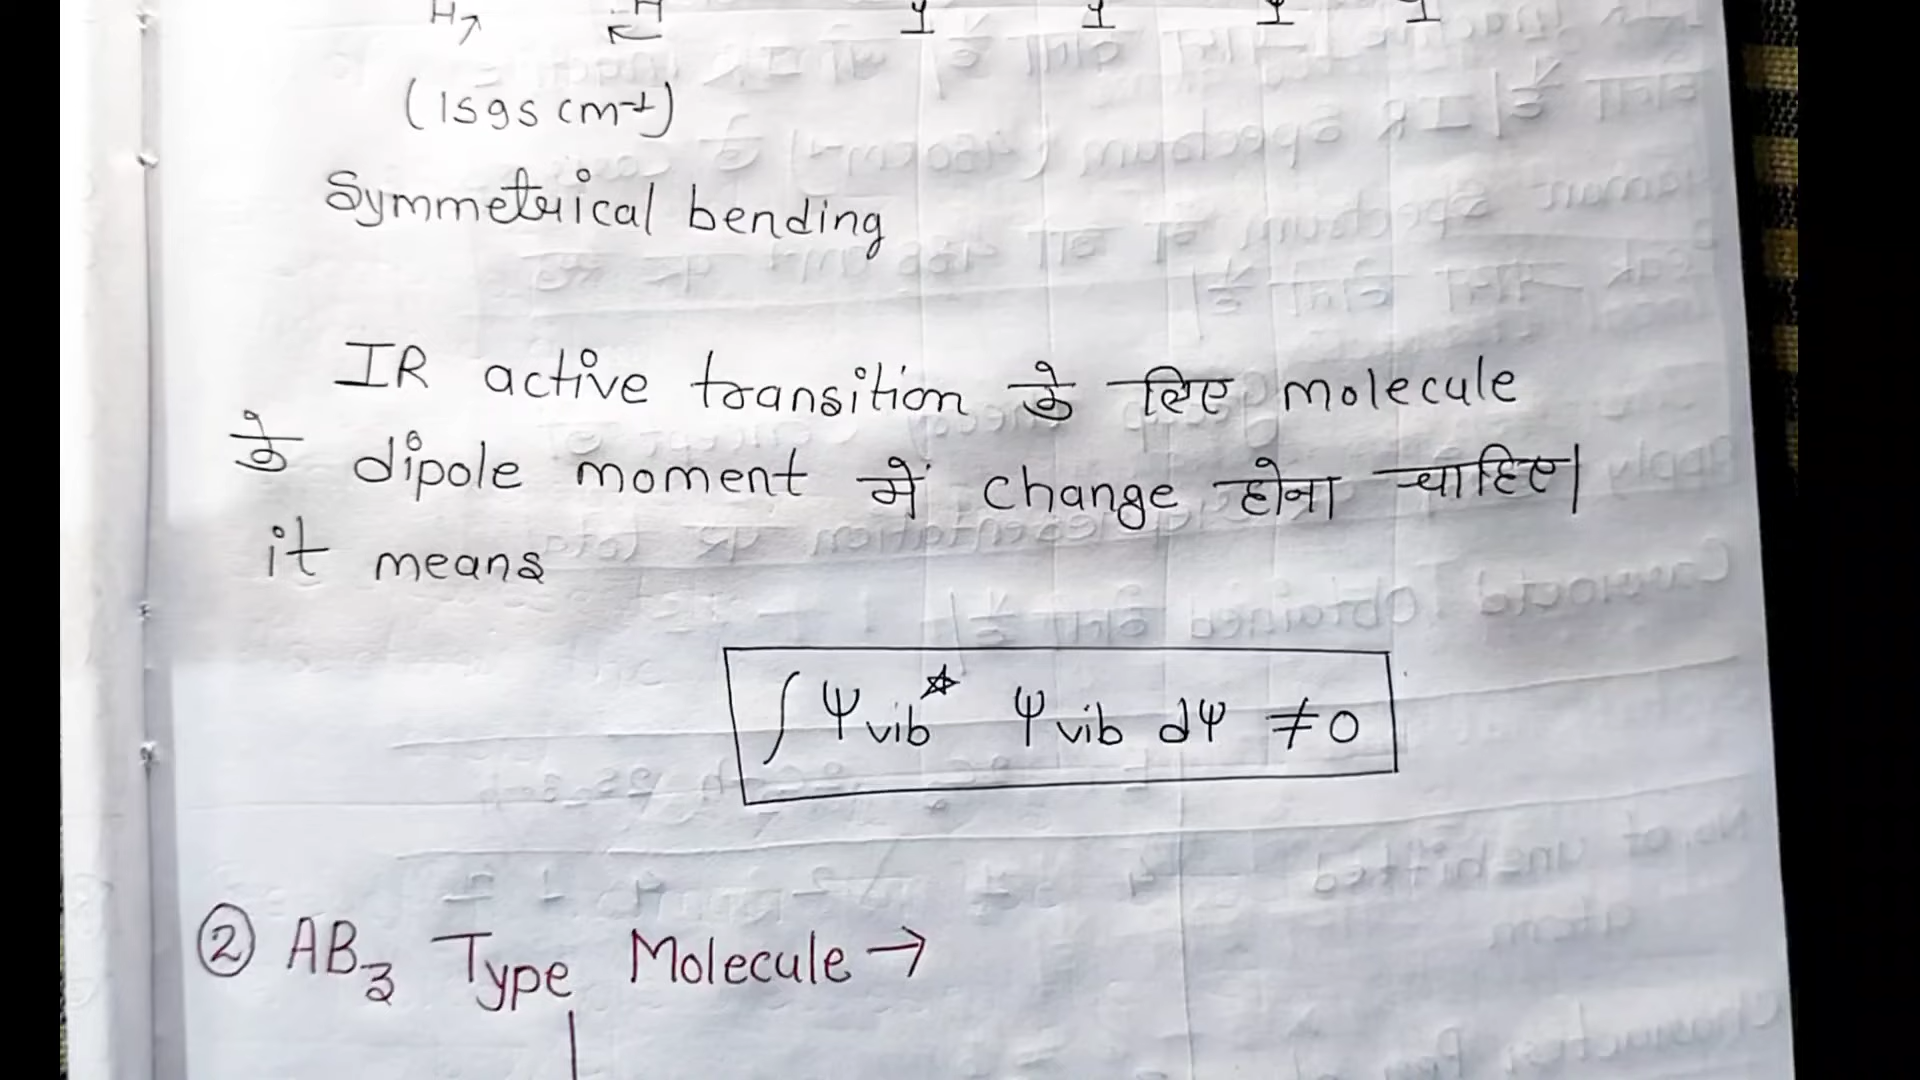 H H
(1595 cm-1)
Symmetrical bending
IR active transition के लिए molecule
के dipole moment में change होना चाहिए।
it means
∫ Ψvib* Ψvib dΨ ≠ 0
② AB3 Type Molecule →